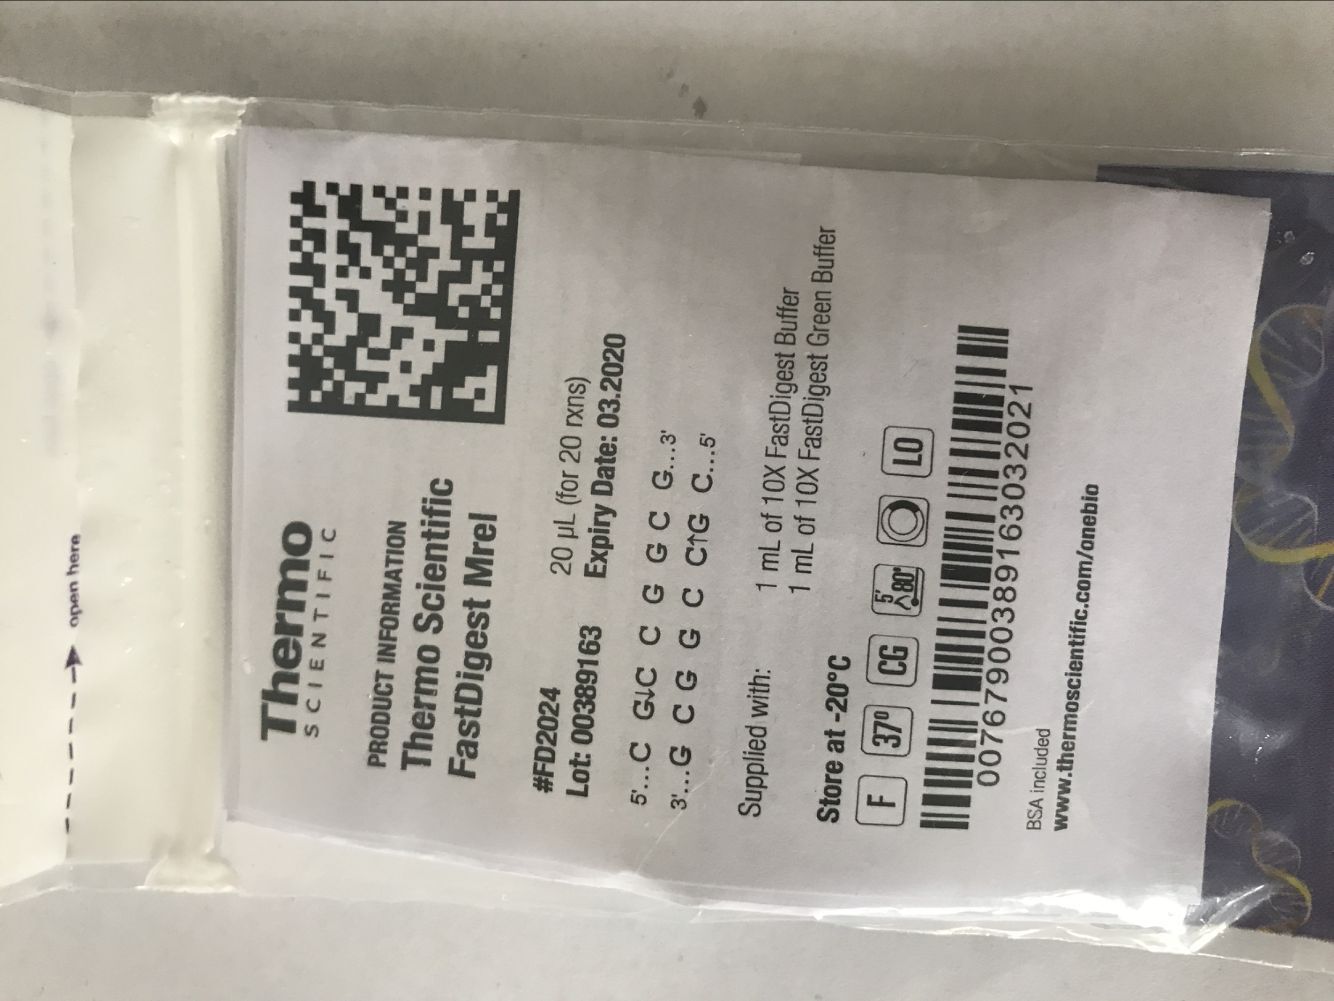 open here
Thermo
SCIENTIFIC
PRODUCT INFORMATION
Thermo Scientific
FastDigest MreI
#FD2024
20 µL (for 20 rxns)
Lot: 00389163 Expiry Date: 03.2020
5'...C G↓C C G G C G...3'
3'...G C G G C C↑G C...5'
Supplied with: 1 mL of 10X FastDigest Buffer
1 mL of 10X FastDigest Green Buffer
Store at -20°C
F 37° CG 5' 80° LO
00767900389163032021
BSA included
www.thermoscientific.com/onebio